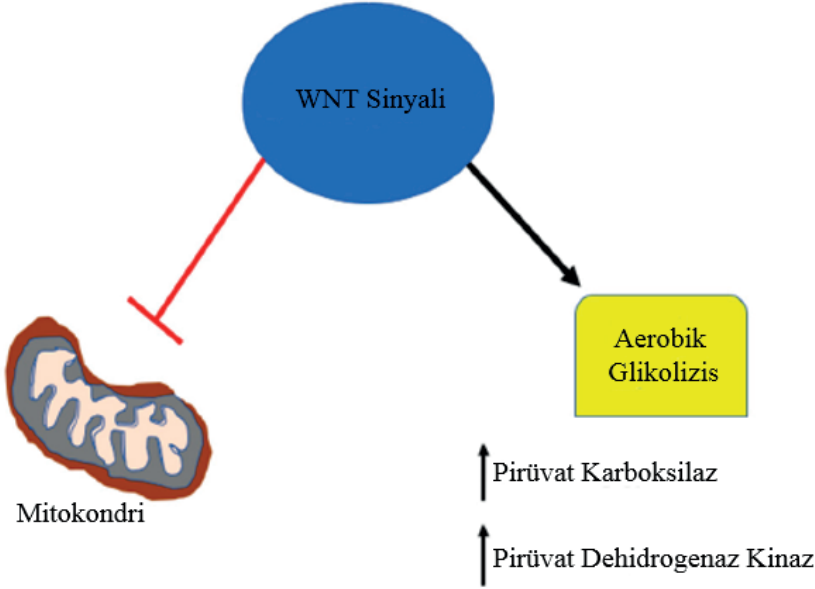 WNT Sinyali
Aerobik
Glikolizis
Pirüvat Karboksilaz
Mitokondri
Pirüvat Dehidrogenaz Kinaz